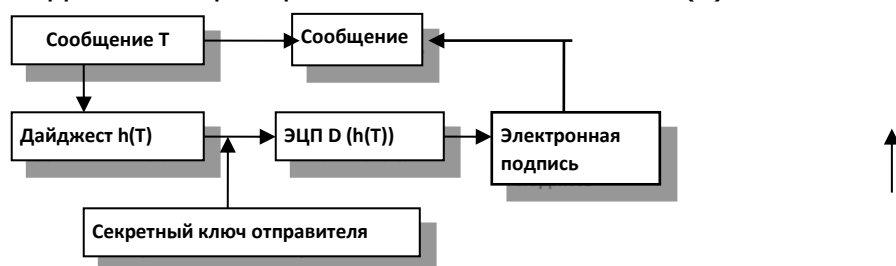 Сообщение Т
Сообщение
Дайджест h(T)
ЭЦП D (h(T))
Электронная
подпись
Секретный ключ отправителя